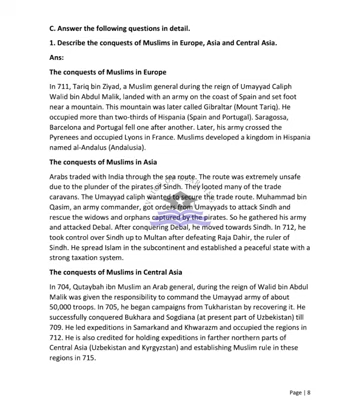 C. Answer the following questions in detail.
1. Describe the conquests of Muslims in Europe, Asia and Central Asia.
Ans:
The conquests of Muslims in Europe
In 711, Tariq bin Ziyad, a Muslim general during the reign of Umayyad Caliph
Walid bin Abdul Malik, landed with an army on the coast of Spain and set foot
near a mountain. This mountain was later called Gibraltar (Mount Tariq). He
occupied more than two-thirds of Hispania (Spain and Portugal). Saragossa,
Barcelona and Portugal fell one after another. Later, his army crossed the
Pyrenees and occupied Lyons in France. Muslims developed a kingdom in Hispania
named al-Andalus (Andalusia).
The conquests of Muslims in Asia
Arabs traded with India through the sea route. The route was extremely unsafe
due to the plunder of the pirates of Sindh. They looted many of the trade
caravans. The Umayyad caliph wanted to secure the trade route. Muhammad bin
Qasim, an army commander, got orders from Umayyads to attack Sindh and
rescue the widows and orphans captured by the pirates. So he gathered his army
and attacked Debal. After conquering Debal, he moved towards Sindh. In 712, he
took control over Sindh up to Multan after defeating Raja Dahir, the ruler of
Sindh. He spread Islam in the subcontinent and established a peaceful state with a
strong taxation system.
The conquests of Muslims in Central Asia
In 704, Qutaybah ibn Muslim an Arab general, during the reign of Walid bin Abdul
Malik was given the responsibility to command the Umayyad army of about
50,000 troops. In 705, he began campaigns from Tukharistan by recovering it. He
successfully conquered Bukhara and Sogdiana (at present part of Uzbekistan) till
709. He led expeditions in Samarkand and Khwarazm and occupied the regions in
712. He is also credited for holding expeditions in farther northern parts of
Central Asia (Uzbekistan and Kyrgyzstan) and establishing Muslim rule in these
regions in 715.
Page | 8